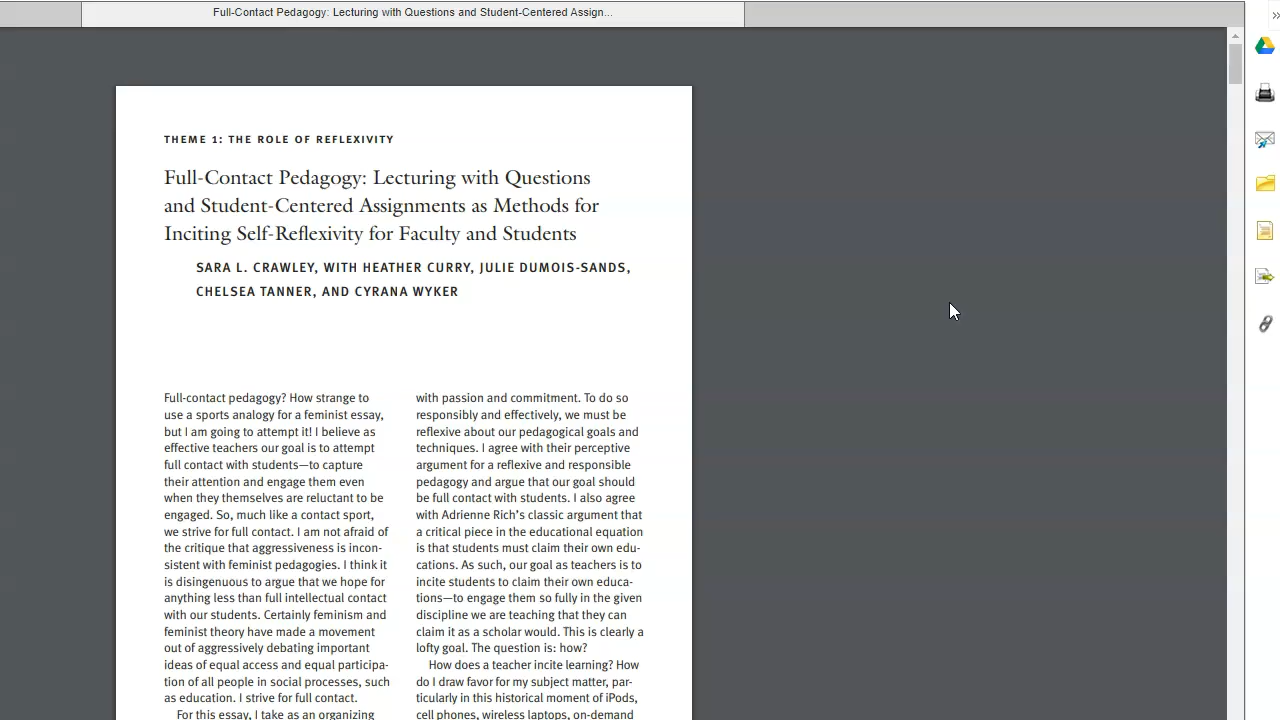 Full-Contact Pedagogy: Lecturing with Questions and Student-Centered Assign...
THEME 1: THE ROLE OF REFLEXIVITY
Full-Contact Pedagogy: Lecturing with Questions
and Student-Centered Assignments as Methods for
Inciting Self-Reflexivity for Faculty and Students
SARA L. CRAWLEY, WITH HEATHER CURRY, JULIE DUMOIS-SANDS,
CHELSEA TANNER, AND CYRANA WYKER
Full-contact pedagogy? How strange to
use a sports analogy for a feminist essay,
but I am going to attempt it! I believe as
effective teachers our goal is to attempt
full contact with students—to capture
their attention and engage them even
when they themselves are reluctant to be
engaged. So, much like a contact sport,
we strive for full contact. I am not afraid of
the critique that aggressiveness is incon-
sistent with feminist pedagogies. I think it
is disingenuous to argue that we hope for
anything less than full intellectual contact
with our students. Certainly feminism and
feminist theory have made a movement
out of aggressively debating important
ideas of equal access and equal participa-
tion of all people in social processes, such
as education. I strive for full contact.
For this essay, I take as an organizing
with passion and commitment. To do so
responsibly and effectively, we must be
reflexive about our pedagogical goals and
techniques. I agree with their perceptive
argument for a reflexive and responsible
pedagogy and argue that our goal should
be full contact with students. I also agree
with Adrienne Rich's classic argument that
a critical piece in the educational equation
is that students must claim their own edu-
cations. As such, our goal as teachers is to
incite students to claim their own educa-
tions—to engage them so fully in the given
discipline we are teaching that they can
claim it as a scholar would. This is clearly a
lofty goal. The question is: how?
How does a teacher incite learning? How
do I draw favor for my subject matter, par-
ticularly in this historical moment of iPods,
cell phones, wireless laptops, on-demand